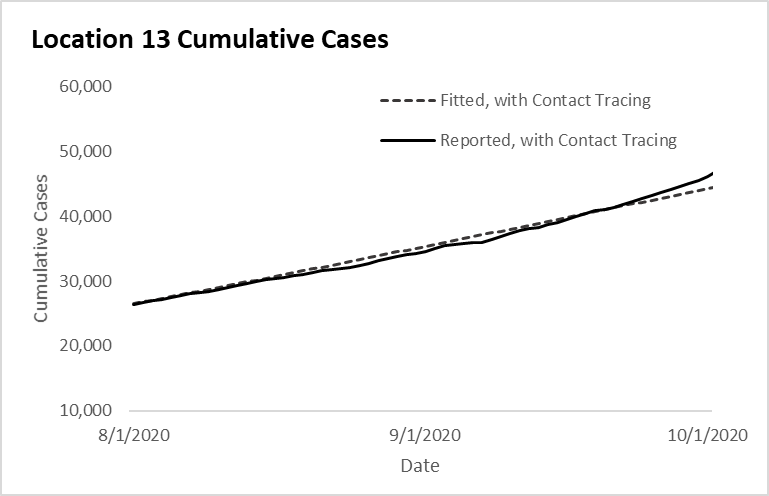 Location 13 Cumulative Cases
60,000
Fitted, with Contact Tracing
50,000
Reported, with Contact Tracing
40,000
Cumulative Cases
30,000
20,000
10,000
8/1/2020
9/1/2020
10/1/2020
Date